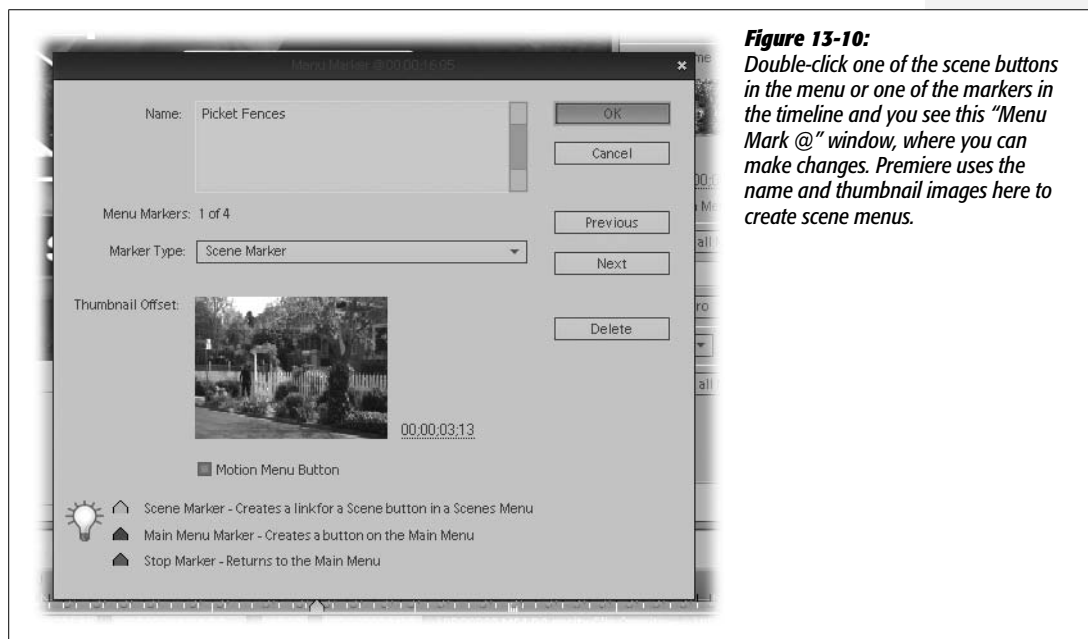 Menu Marker @ 00;00;16;05
Name:
Picket Fences
OK
Cancel
Menu Markers: 1 of 4
Previous
Marker Type:
Scene Marker
Next
Thumbnail Offset:
Delete
00;00;03;13
Motion Menu Button
Scene Marker - Creates a link for a Scene button in a Scenes Menu
Main Menu Marker - Creates a button on the Main Menu
Stop Marker - Returns to the Main Menu
Figure 13-10:
Double-click one of the scene buttons
in the menu or one of the markers in
the timeline and you see this “Menu
Mark @” window, where you can
make changes. Premiere uses the
name and thumbnail images here to
create scene menus.